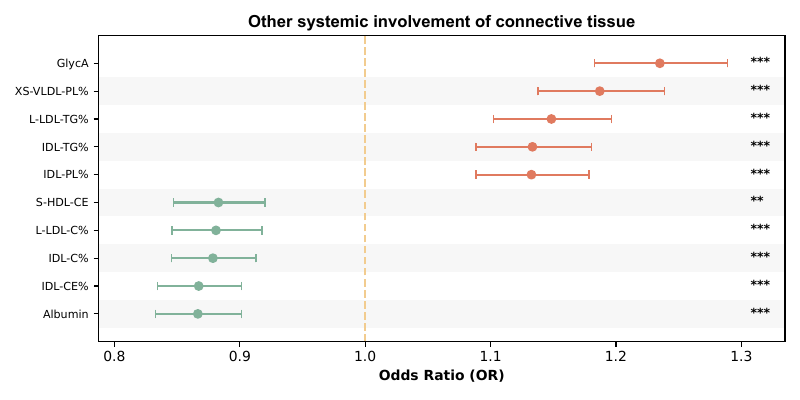 Other systemic involvement of connective tissue
GlycA ***
XS-VLDL-PL% ***
L-LDL-TG% ***
IDL-TG% ***
IDL-PL% ***
S-HDL-CE **
L-LDL-C% ***
IDL-C% ***
IDL-CE% ***
Albumin ***
0.8 0.9 1.0 1.1 1.2 1.3
Odds Ratio (OR)